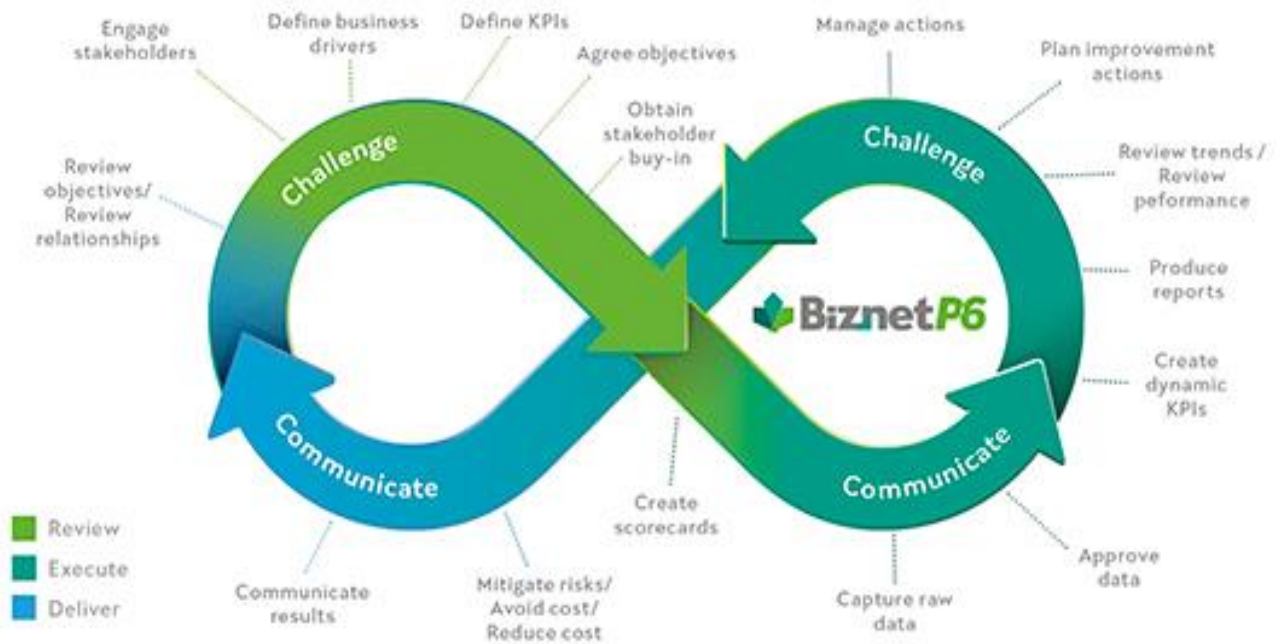 Engage
stakeholders
Define business
drivers
Define KPIs
Agree objectives
Obtain
stakeholder
buy-in
Manage actions
Plan improvement
actions
Review trends /
Review
peformance
Produce
reports
Create
dynamic
KPIs
Approve
data
Capture raw
data
Create
scorecards
Mitigate risks/
Avoid cost/
Reduce cost
Communicate
results
Review
objectives/
Review
relationships
Challenge
Challenge
Communicate
Communicate
BiznetP6
Review
Execute
Deliver